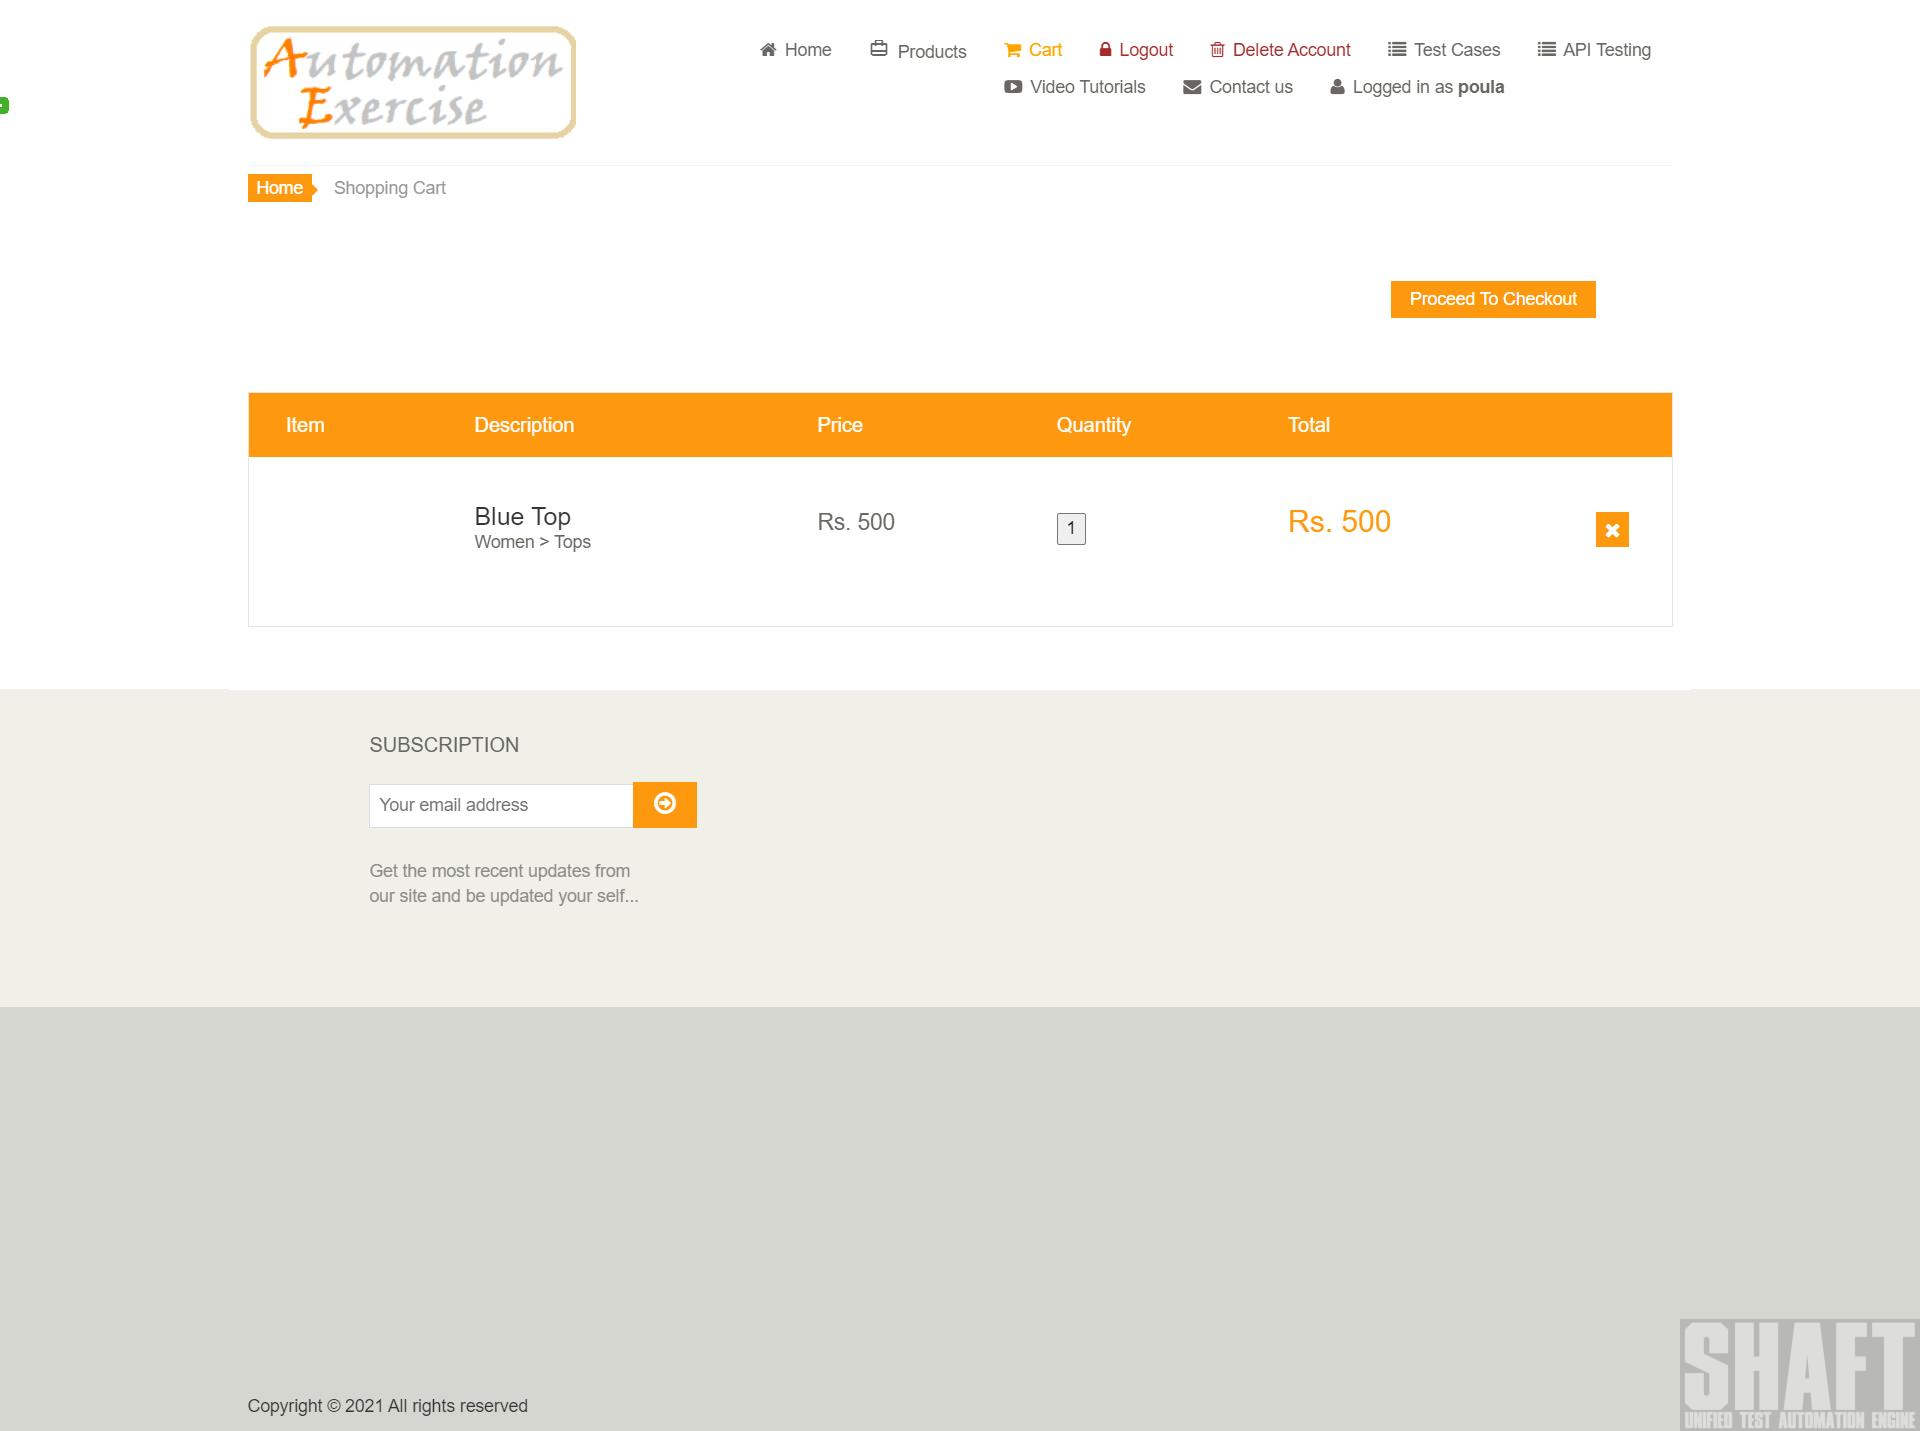 Automation
Exercise
Home
Products
Cart
Logout
Delete Account
Test Cases
API Testing
Video Tutorials
Contact us
Logged in as poula
Home
Shopping Cart
Proceed To Checkout
Item
Description
Price
Quantity
Total
Blue Top
Women > Tops
Rs. 500
1
Rs. 500
SUBSCRIPTION
Your email address
Get the most recent updates from
our site and be updated your self...
Copyright © 2021 All rights reserved
SHAFT
UNIFIED TEST AUTOMATION ENGINE